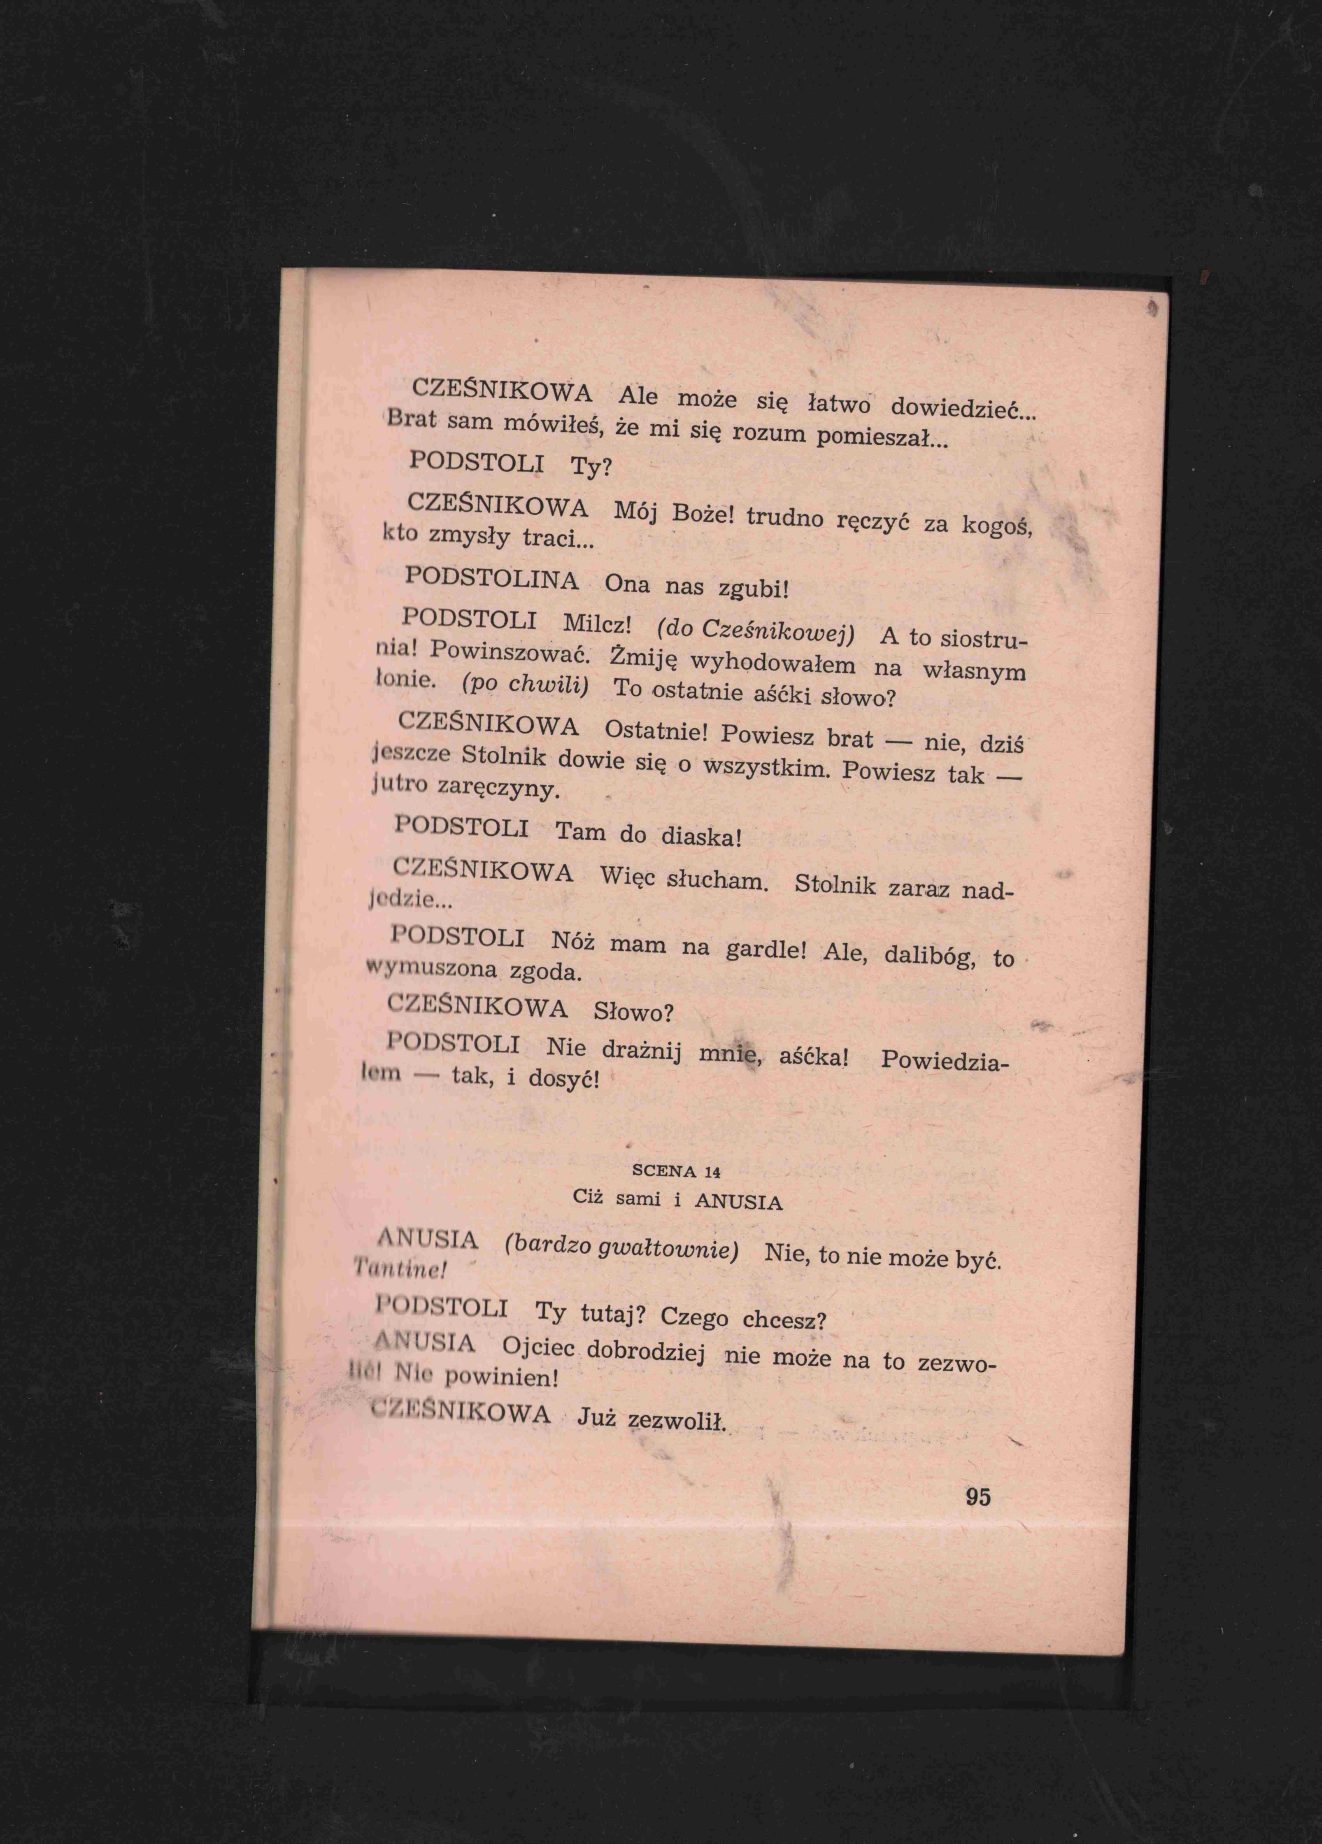 CZEŚNIKOWA Ale może się łatwo dowiedzieć...
Brat sam mówiłeś, że mi się rozum pomieszał...
PODSTOLI Ty?
CZEŚNIKOWA Mój Boże! trudno ręczyć za kogoś,
kto zmysły traci...
PODSTOLINA Ona nas zgubi!
PODSTOLI Milcz! (do Cześnikowej) A to siostru-
nia! Powinszować. Żmiję wyhodowałem na własnym
łonie. (po chwili) To ostatnie aśćki słowo?
CZEŚNIKOWA Ostatnie! Powiesz brat — nie, dziś
jeszcze Stolnik dowie się o wszystkim. Powiesz tak —
jutro zaręczyny.
PODSTOLI Tam do diaska!
CZEŚNIKOWA Więc słucham. Stolnik zaraz nad-
jedzie...
PODSTOLI Nóż mam na gardle! Ale, dalibóg, to
wymuszona zgoda.
CZEŚNIKOWA Słowo?
PODSTOLI Nie drażnij mnie, aśćka! Powiedzia-
łem — tak, i dosyć!
SCENA 14
Ciż sami i ANUSIA
ANUSIA (bardzo gwałtownie) Nie, to nie może być.
Tantine!
PODSTOLI Ty tutaj? Czego chcesz?
ANUSIA Ojciec dobrodziej nie może na to zezwo-
lić! Nie powinien!
CZEŚNIKOWA Już zezwolił.
95